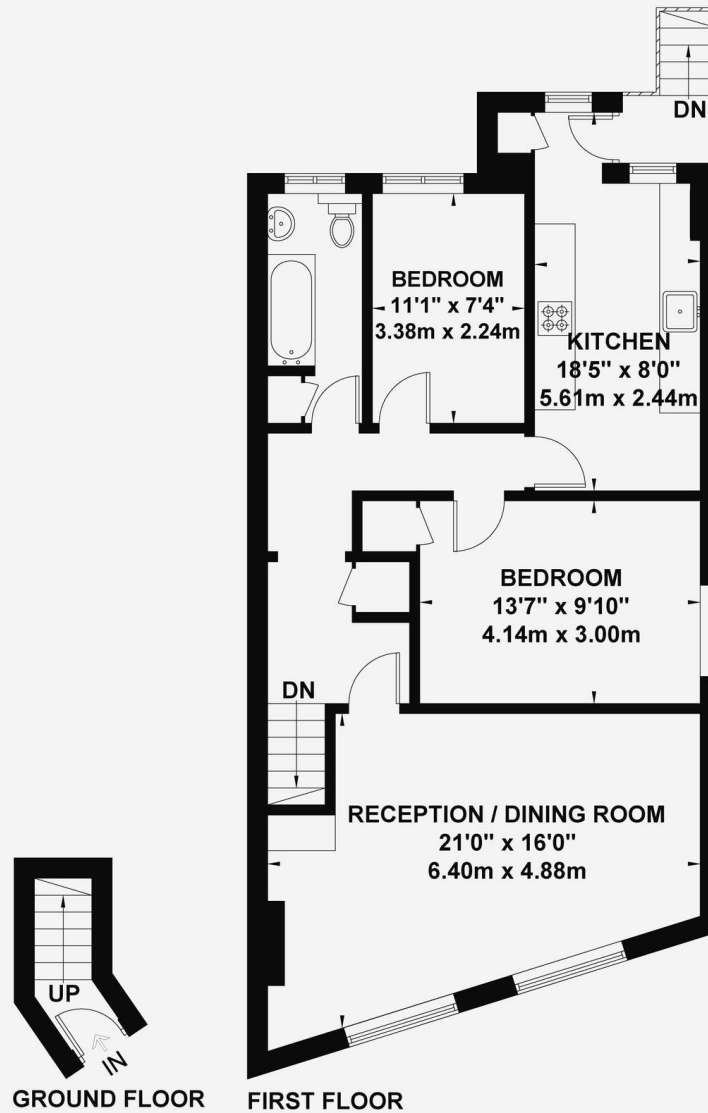 DN
BEDROOM
11'1" x 7'4"
3.38m x 2.24m
KITCHEN
18'5" x 8'0"
5.61m x 2.44m
BEDROOM
13'7" x 9'10"
4.14m x 3.00m
DN
RECEPTION / DINING ROOM
21'0" x 16'0"
6.40m x 4.88m
UP
IN
GROUND FLOOR
FIRST FLOOR